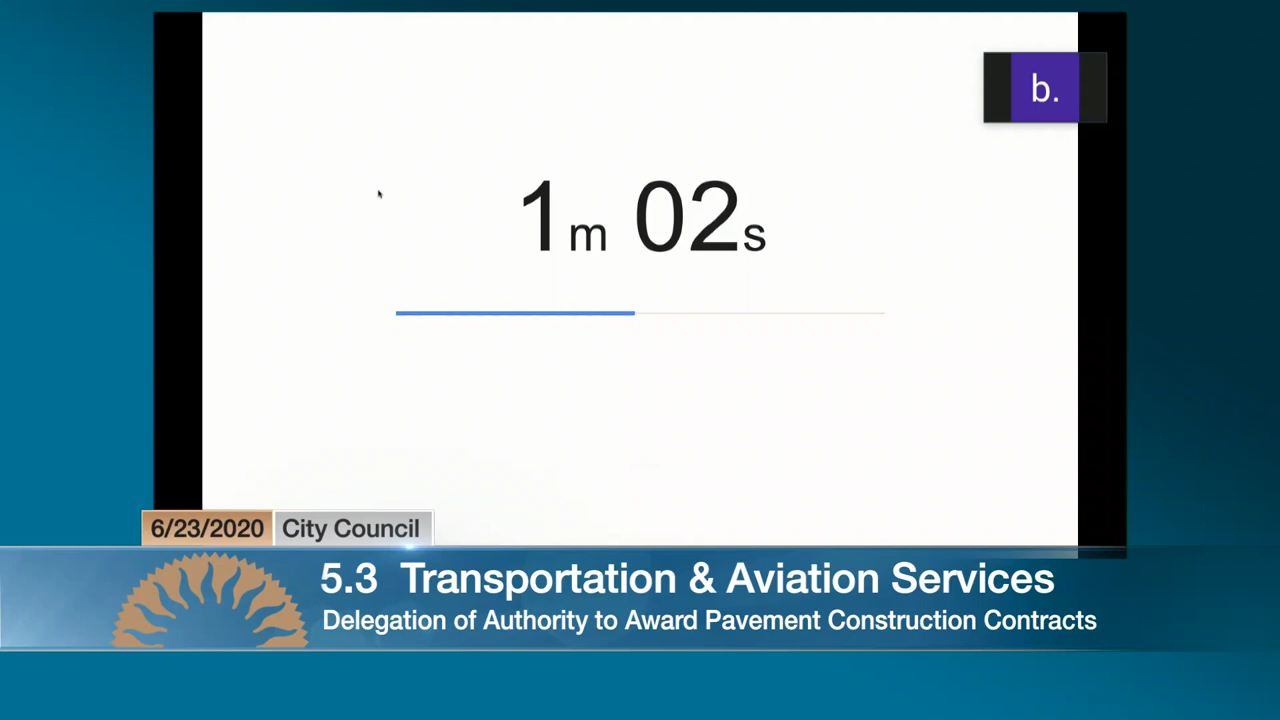 b.
1m 02s
6/23/2020 City Council
5.3 Transportation & Aviation Services
Delegation of Authority to Award Pavement Construction Contracts